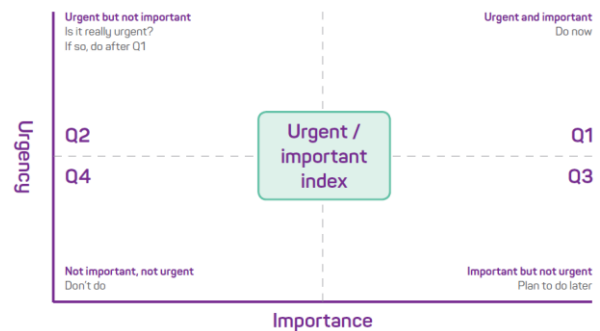 Urgent but not important
Is it really urgent?
If so, do after Q1
Urgent and important
Do now
Urgency
Q2
Q4
Urgent /
important
index
Q1
Q3
Not important, not urgent
Don't do
Important but not urgent
Plan to do later
Importance